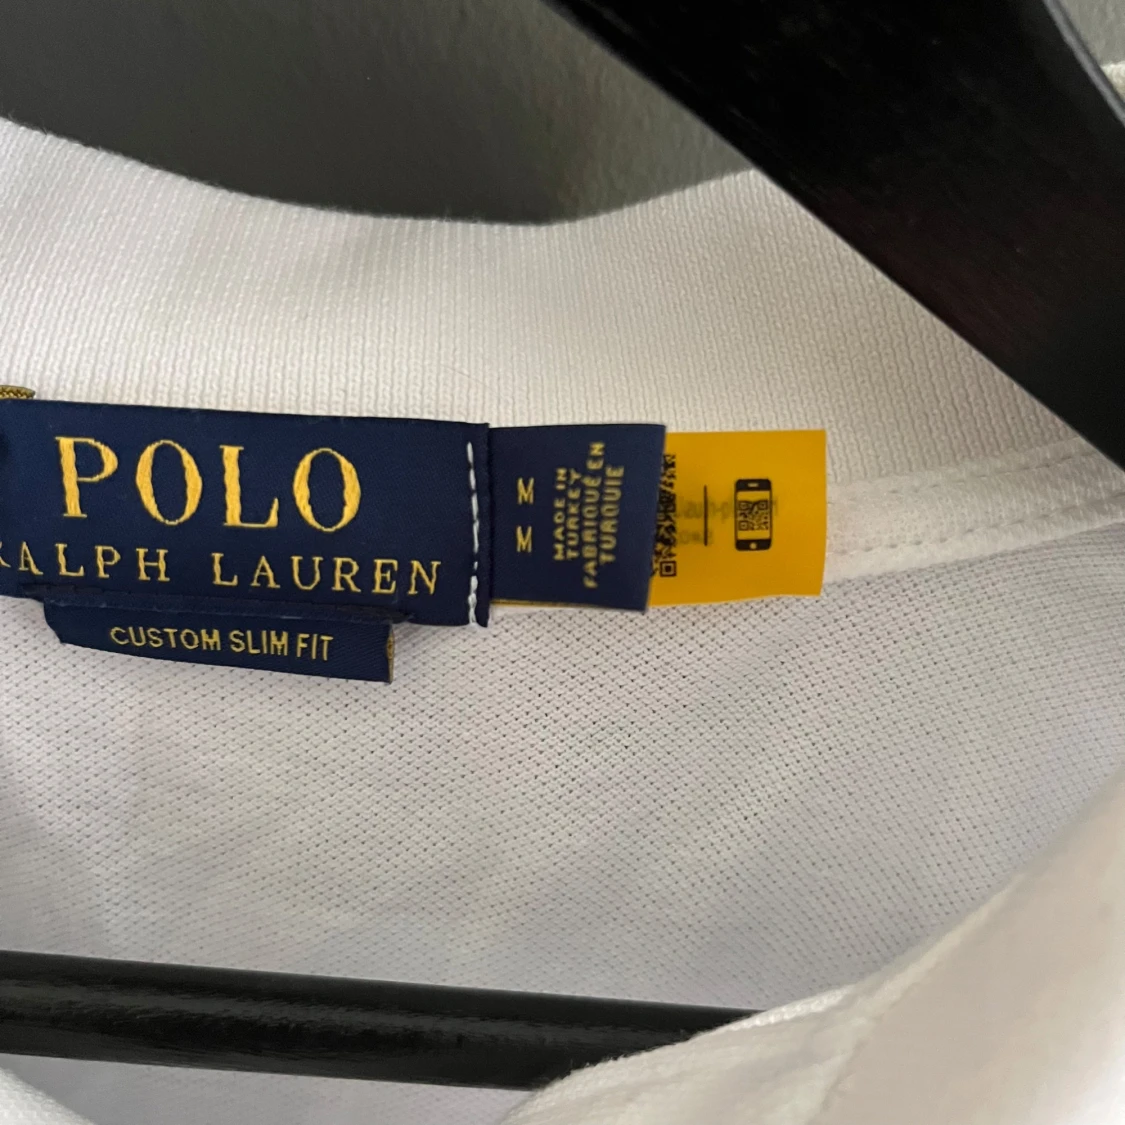 POLO
RALPH LAUREN
CUSTOM SLIM FIT
M
M
MADE IN
TURKEY
FABRIQUÉ EN
TURQUIE